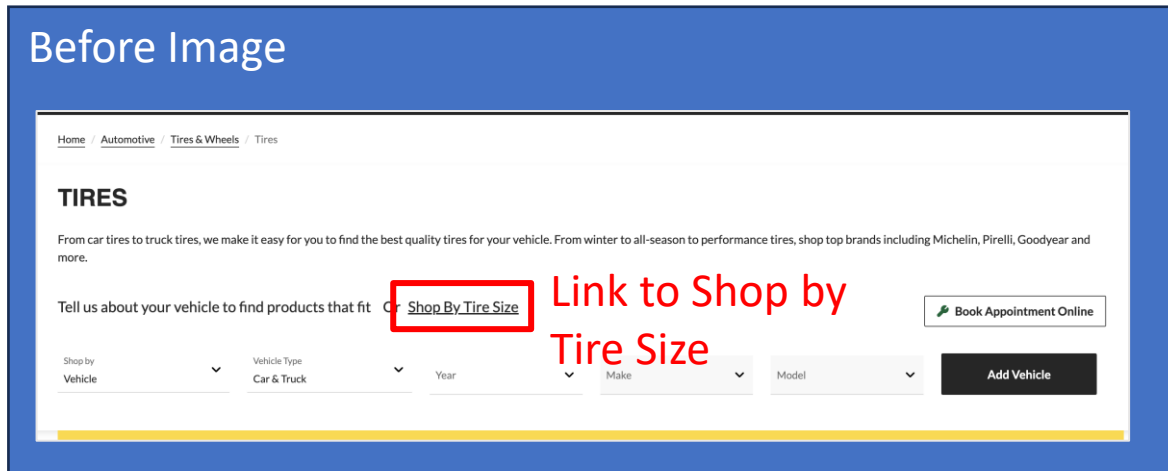 Before Image
Home / Automotive / Tires & Wheels / Tires
TIRES
From car tires to truck tires, we make it easy for you to find the best quality tires for your vehicle. From winter to all-season to performance tires, shop top brands including Michelin, Pirelli, Goodyear and
more.
Tell us about your vehicle to find products that fit Or Shop By Tire Size
Link to Shop by
Tire Size
Book Appointment Online
Shop by
Vehicle
Vehicle Type
Car & Truck
Year
Make
Model
Add Vehicle